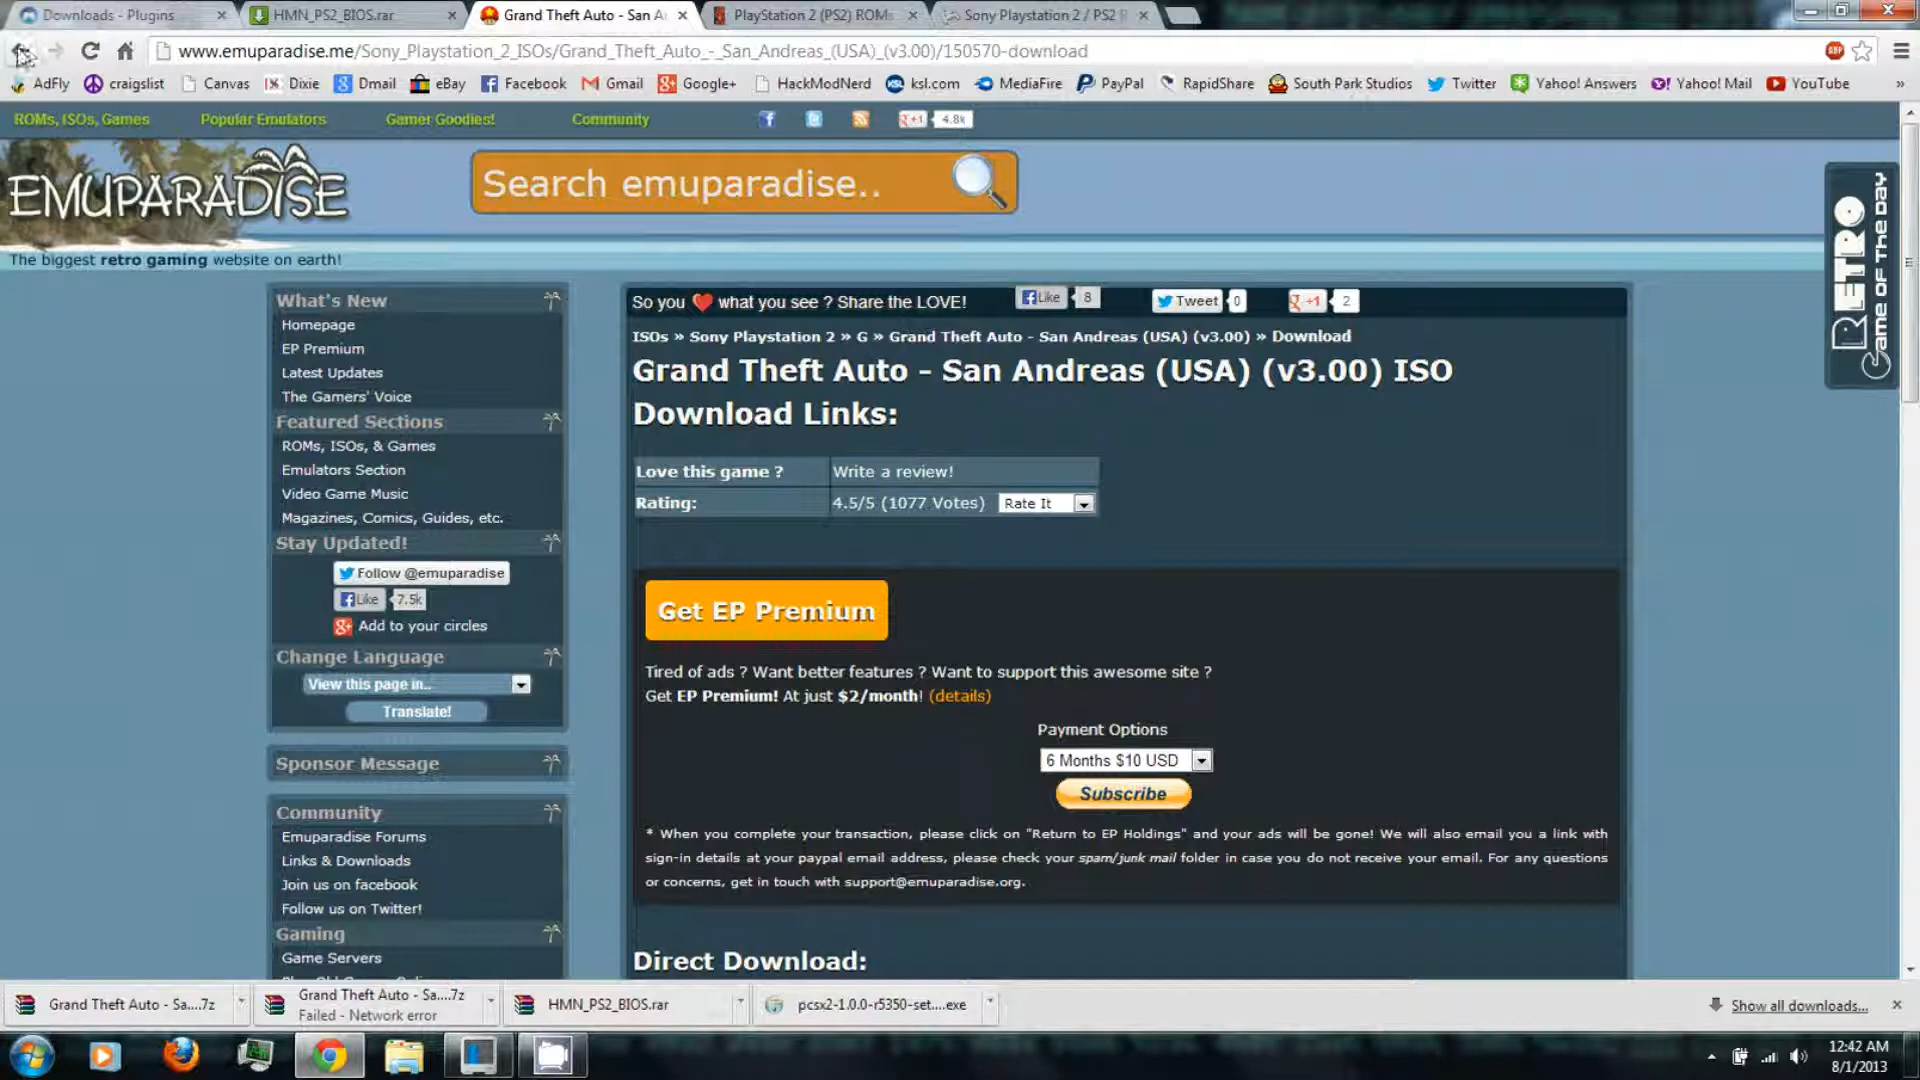 Downloads - Plugins
HMN_PS2_BIOS.rar
Grand Theft Auto - San A
PlayStation 2 (PS2) ROMs
Sony Playstation 2 / PS2 R
www.emuparadise.me/Sony_Playstation_2_ISOs/Grand_Theft_Auto_-_San_Andreas_(USA)_(v3.00)/150570-download
ABP
AdFly craigslist Canvas Dixie Dmail eBay Facebook Gmail Google+ HackModNerd ksl.com MediaFire PayPal RapidShare South Park Studios Twitter Yahoo! Answers Yahoo! Mail YouTube »
ROMs, ISOs, Games Popular Emulators Gamer Goodies! Community +1 4.8k
EMUPARADISE
Search emuparadise..
The biggest retro gaming website on earth!
RETRO
Game OF THE DAY
What's New
Homepage
EP Premium
Latest Updates
The Gamers' Voice
Featured Sections
ROMs, ISOs, & Games
Emulators Section
Video Game Music
Magazines, Comics, Guides, etc.
Stay Updated!
Follow @emuparadise
Like 7.5k
Add to your circles
Change Language
View this page in..
Translate!
Sponsor Message
Community
Emuparadise Forums
Links & Downloads
Join us on facebook
Follow us on Twitter!
Gaming
Game Servers
So you what you see ? Share the LOVE! Like 8 Tweet 0 +1 2
ISOs » Sony Playstation 2 » G » Grand Theft Auto - San Andreas (USA) (v3.00) » Download
Grand Theft Auto - San Andreas (USA) (v3.00) ISO
Download Links:
Love this game ? Write a review!
Rating: 4.5/5 (1077 Votes) Rate It
Get EP Premium
Tired of ads ? Want better features ? Want to support this awesome site ?
Get EP Premium! At just $2/month! (details)
Payment Options
6 Months $10 USD
Subscribe
* When you complete your transaction, please click on "Return to EP Holdings" and your ads will be gone! We will also email you a link with
sign-in details at your paypal email address, please check your spam/junk mail folder in case you do not receive your email. For any questions
or concerns, get in touch with support@emuparadise.org.
Direct Download:
Grand Theft Auto - Sa....7z
Grand Theft Auto - Sa....7z
Failed - Network error
HMN_PS2_BIOS.rar
pcsx2-1.0.0-r5350-set....exe
Show all downloads...
12:42 AM
8/1/2013